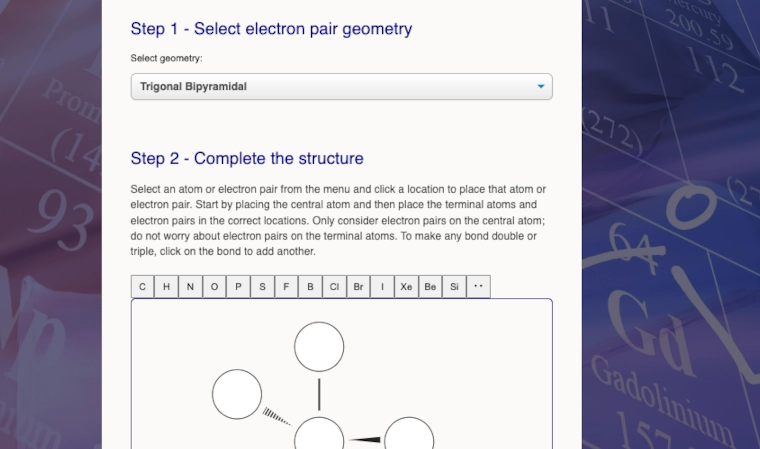 Step 1 - Select electron pair geometry
Select geometry:
Trigonal Bipyramidal
Step 2 - Complete the structure
Select an atom or electron pair from the menu and click a location to place that atom or
electron pair. Start by placing the central atom and then place the terminal atoms and
electron pairs in the correct locations. Only consider electron pairs on the central atom;
do not worry about electron pairs on the terminal atoms. To make any bond double or
triple, click on the bond to add another.
C H N O P S F B Cl Br I Xe Be Si ··
Prom
(14
93
Np
11
200.59
112
(272)
64
Gd
Gadolinium
157